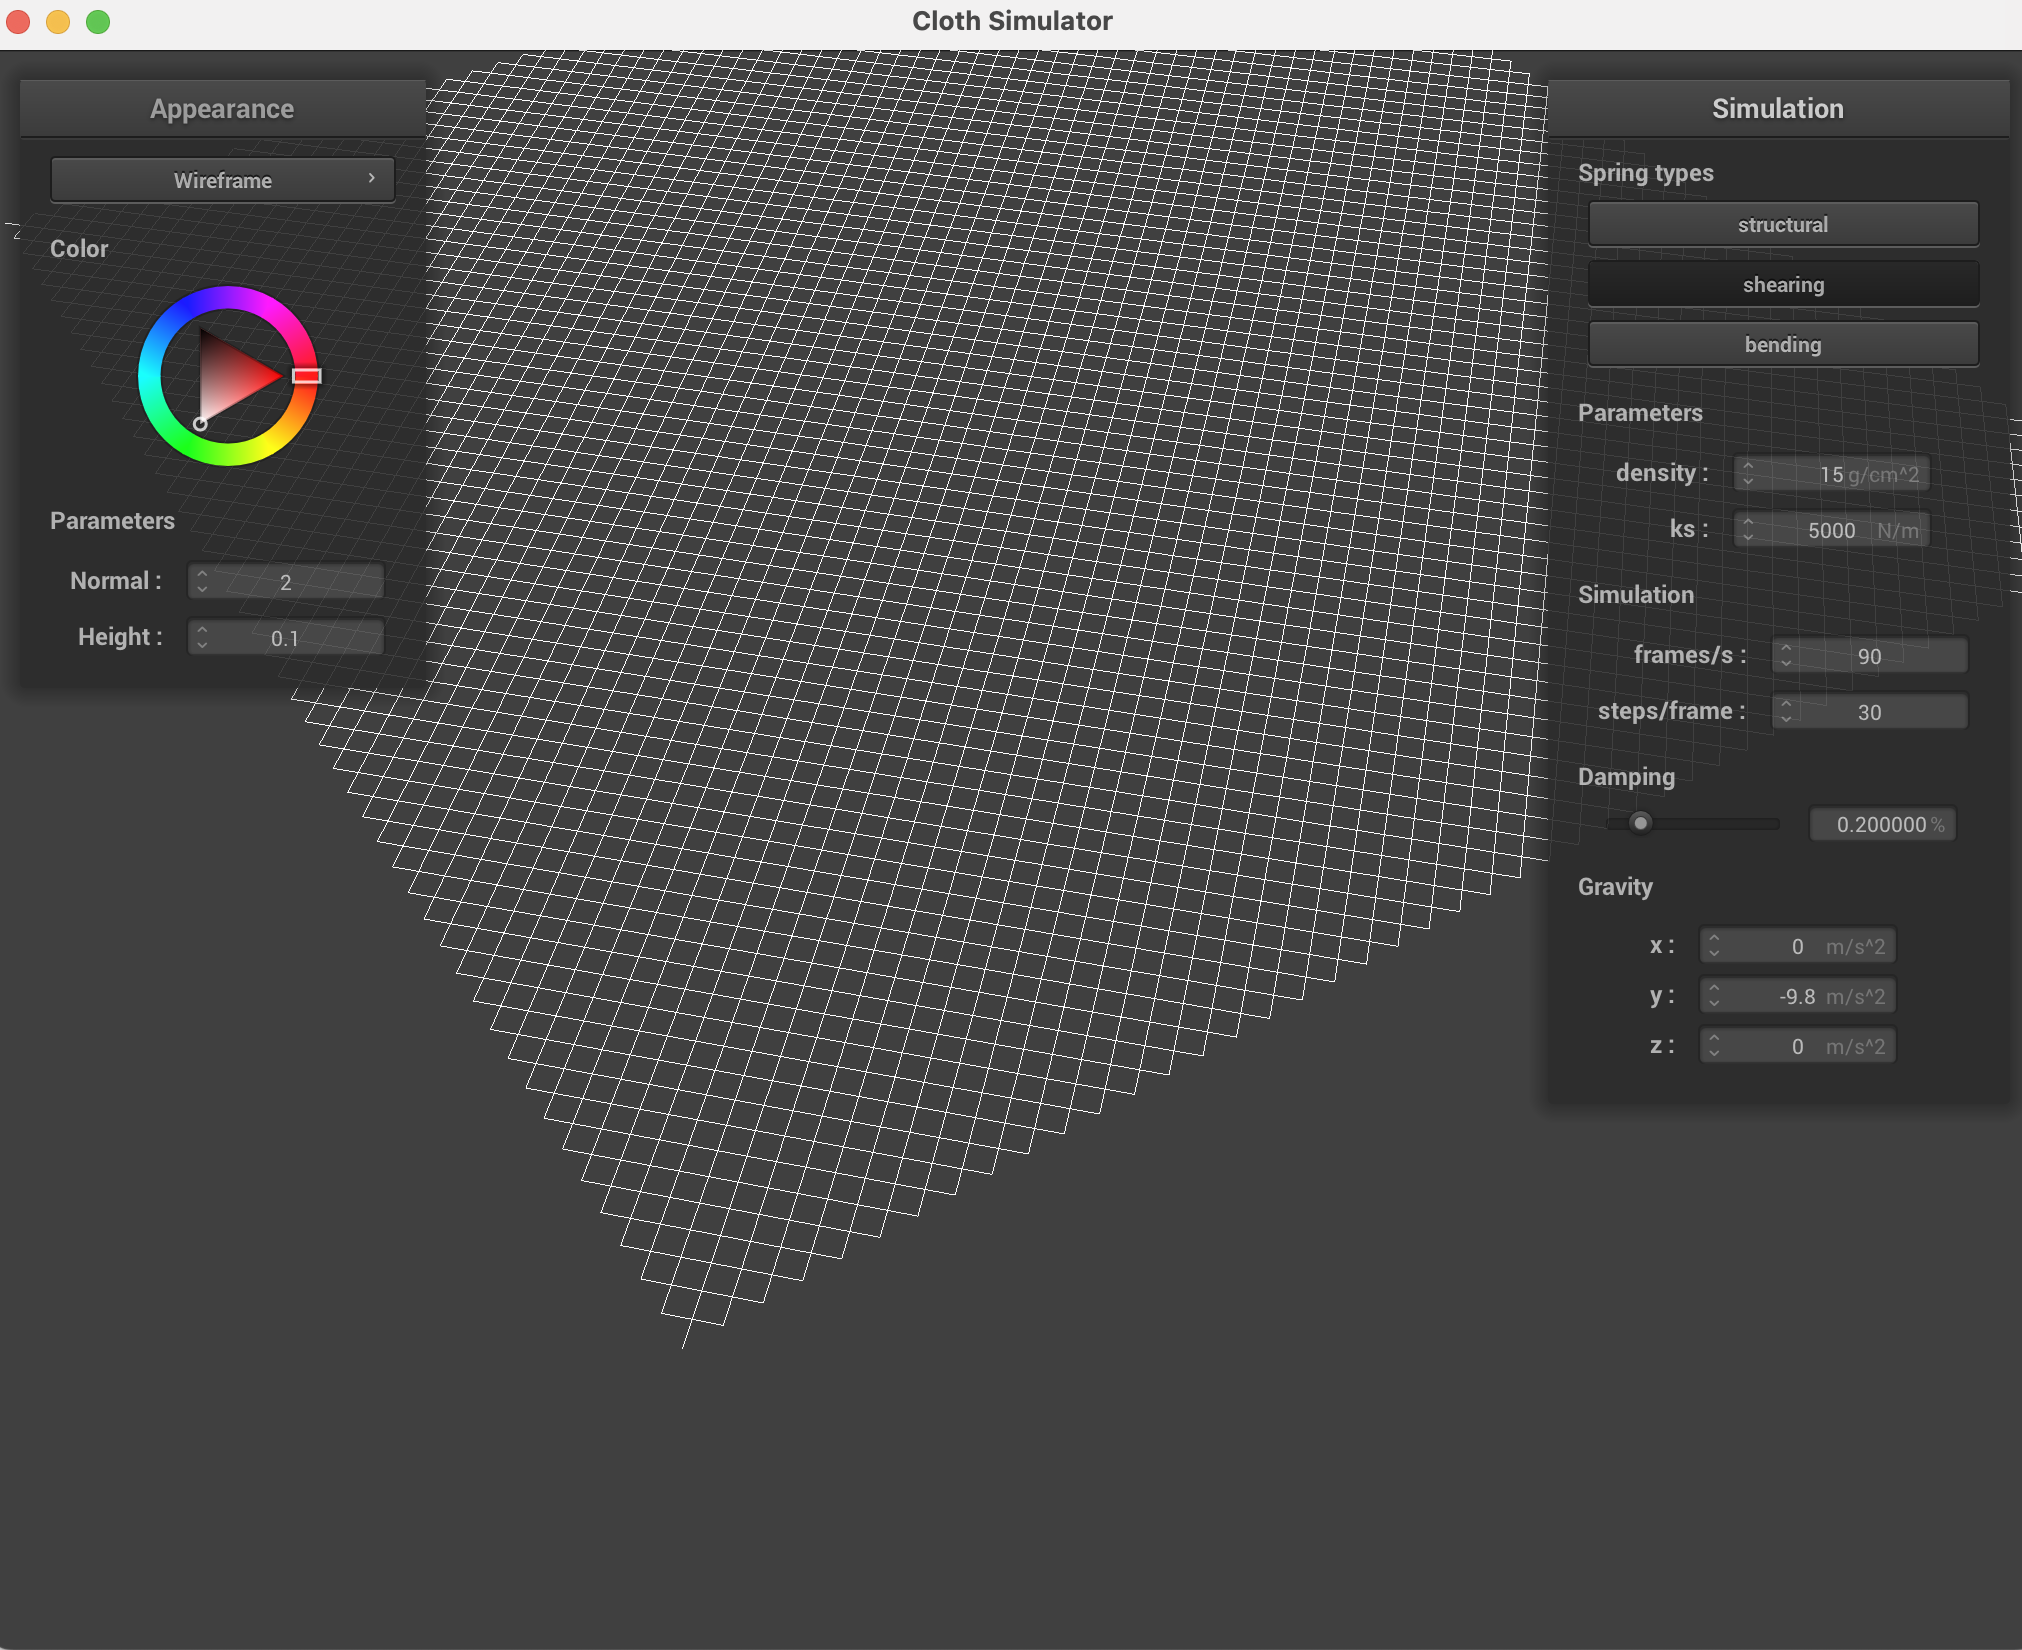 Cloth Simulator
Appearance
Wireframe
Color
Parameters
Normal : 2
Height : 0.1
Simulation
Spring types
structural
shearing
bending
Parameters
density : 15 g/cm^2
ks : 5000 N/m
Simulation
frames/s : 90
steps/frame : 30
Damping
0.200000 %
Gravity
x : 0 m/s^2
y : -9.8 m/s^2
z : 0 m/s^2